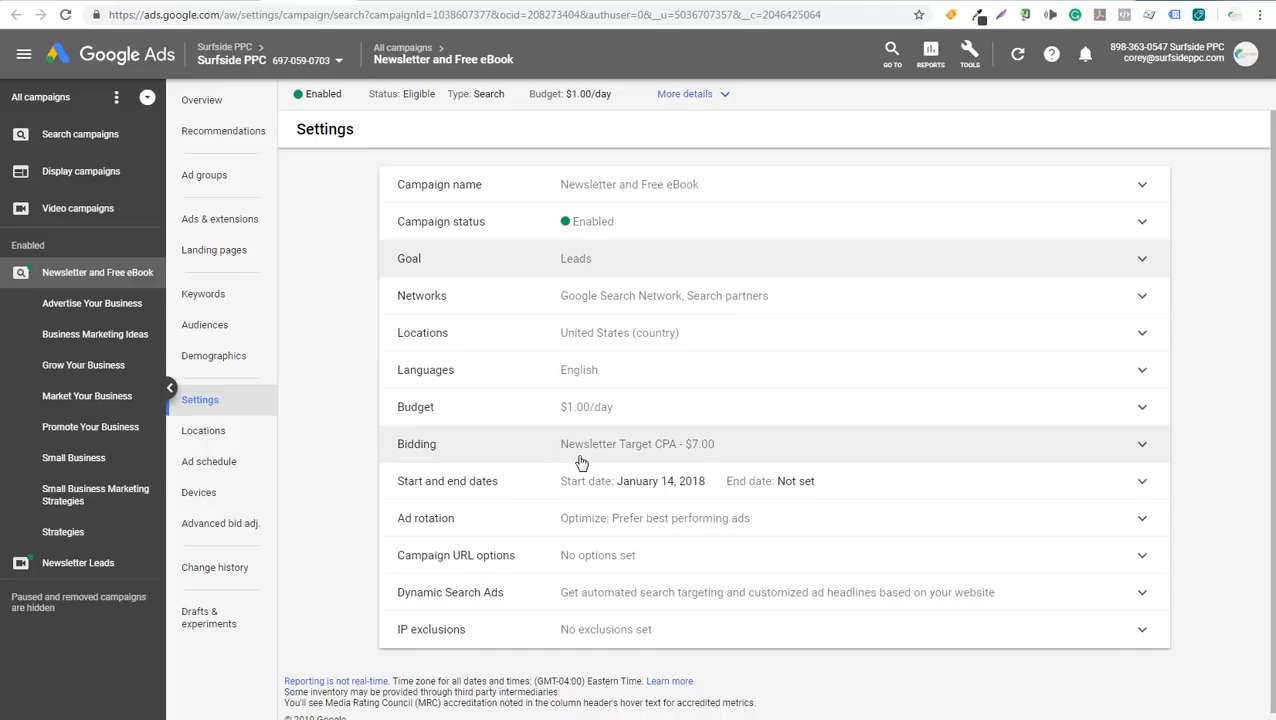 https://ads.google.com/aw/settings/campaign/search?campaignId=1038607377&ocid=208273404&authuser=0&__u=5036707357&__c=2046425064
Google Ads
Surfside PPC
Surfside PPC 697-059-0703
All campaigns
Newsletter and Free eBook
GO TO
REPORTS
TOOLS
898-363-0547 Surfside PPC
corey@surfsideppc.com
All campaigns
Search campaigns
Display campaigns
Video campaigns
Enabled
Newsletter and Free eBook
Advertise Your Business
Business Marketing Ideas
Grow Your Business
Market Your Business
Promote Your Business
Small Business
Small Business Marketing
Strategies
Strategies
Newsletter Leads
Paused and removed campaigns
are hidden
Overview
Recommendations
Ad groups
Ads & extensions
Landing pages
Keywords
Audiences
Demographics
Settings
Locations
Ad schedule
Devices
Advanced bid adj.
Change history
Drafts &
experiments
Enabled Status: Eligible Type: Search Budget: $1.00/day More details
Settings
Campaign name Newsletter and Free eBook
Campaign status Enabled
Goal Leads
Networks Google Search Network, Search partners
Locations United States (country)
Languages English
Budget $1.00/day
Bidding Newsletter Target CPA - $7.00
Start and end dates Start date: January 14, 2018 End date: Not set
Ad rotation Optimize: Prefer best performing ads
Campaign URL options No options set
Dynamic Search Ads Get automated search targeting and customized ad headlines based on your website
IP exclusions No exclusions set
Reporting is not real-time. Time zone for all dates and times: (GMT-04:00) Eastern Time. Learn more
Some inventory may be provided through third party intermediaries.
You'll see Media Rating Council (MRC) accreditation noted in the column header's hover text for accredited metrics.
© 2019 Google